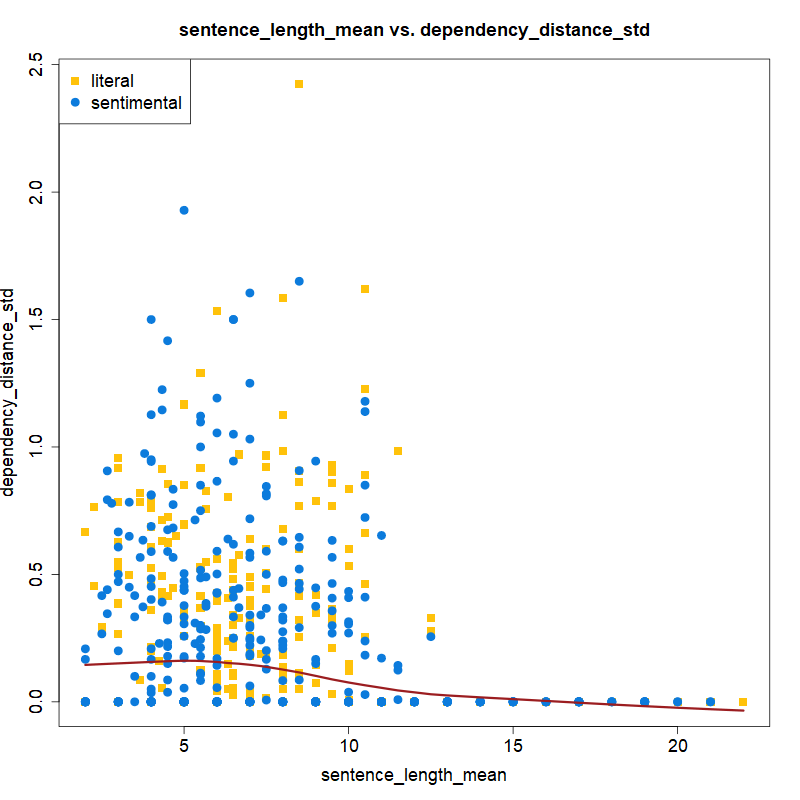 sentence_length_mean vs. dependency_distance_std
literal
sentimental
2.5
2.0
1.5
1.0
0.5
0.0
dependency_distance_std
5 10 15 20
sentence_length_mean